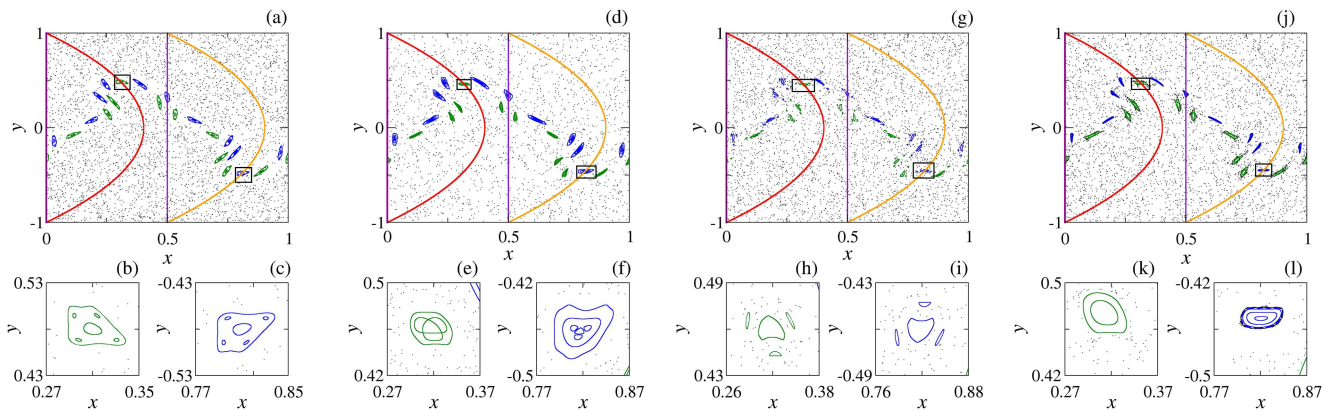 (a)
1
y
0
-1
0
0.5
1
x
(b)
0.53
y
0.43
0.27
0.35
x
(c)
-0.43
y
-0.53
0.77
0.85
x
(d)
1
y
0
-1
0
0.5
1
x
(e)
0.5
y
0.42
0.27
0.37
x
(f)
-0.42
y
-0.5
0.77
0.87
x
(g)
1
y
0
-1
0
0.5
1
x
(h)
0.49
y
0.43
0.26
0.38
x
(i)
-0.43
y
-0.49
0.76
0.88
x
(j)
1
y
0
-1
0
0.5
1
x
(k)
0.5
y
0.42
0.27
0.37
x
(l)
-0.42
y
-0.5
0.77
0.87
x